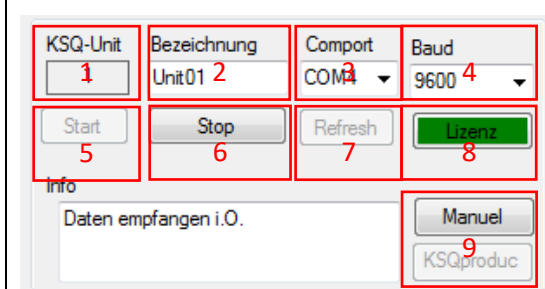 KSQ-Unit Bezeichnung Comport Baud
1 Unit01 2 COM4 3 9600 4
Start Stop Refresh Lizenz
5 6 7 8
Info
Daten empfangen i.O. Manuel
9
KSQproduc